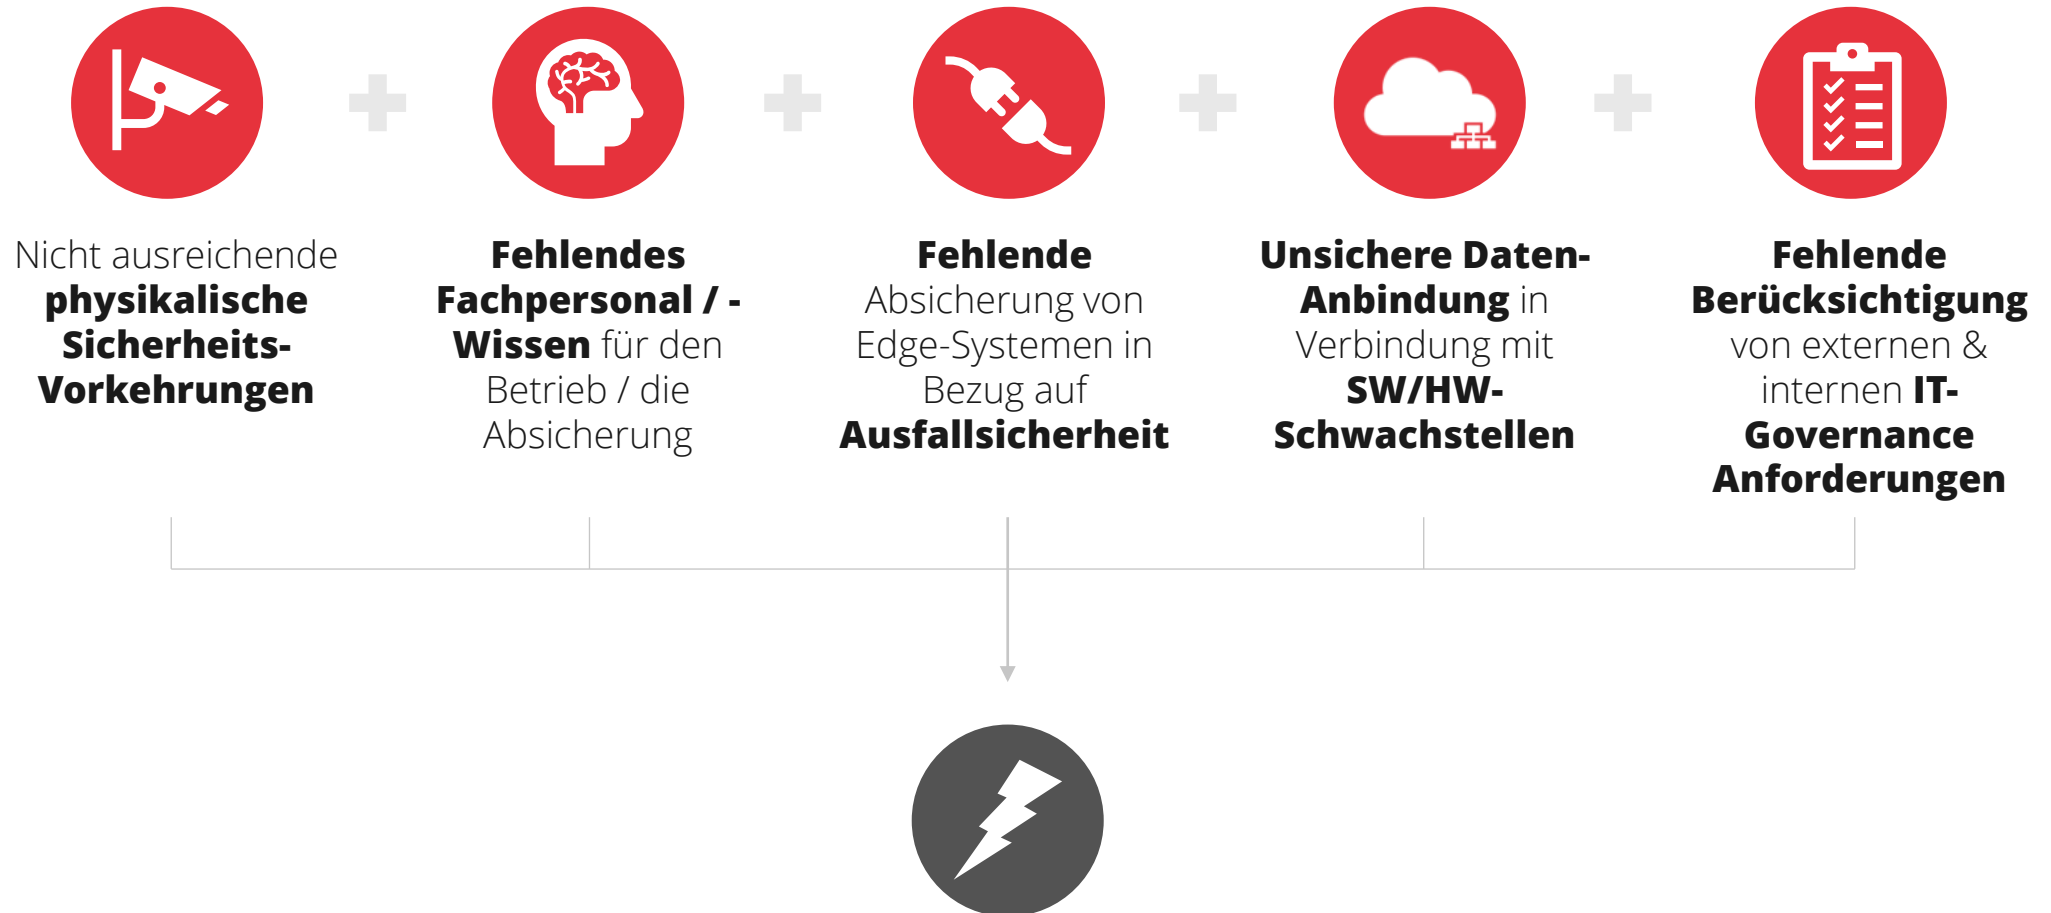 Nicht ausreichende
physikalische
Sicherheits-
Vorkehrungen
Fehlendes
Fachpersonal / -
Wissen für den
Betrieb / die
Absicherung
Fehlende
Absicherung von
Edge-Systemen in
Bezug auf
Ausfallsicherheit
Unsichere Daten-
Anbindung in
Verbindung mit
SW/HW-
Schwachstellen
Fehlende
Berücksichtigung
von externen &
internen IT-
Governance
Anforderungen